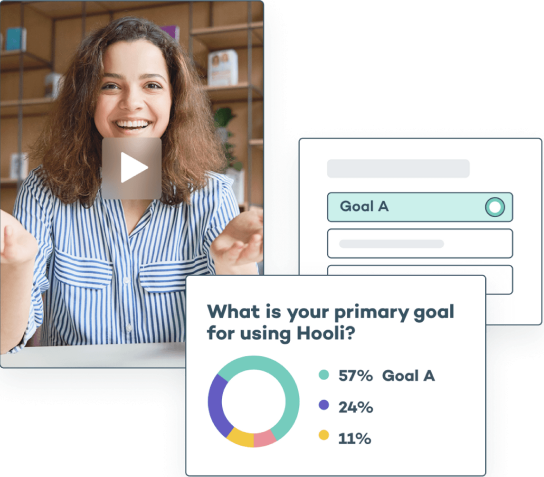 Goal A
What is your primary goal
for using Hooli?
57% Goal A
24%
11%